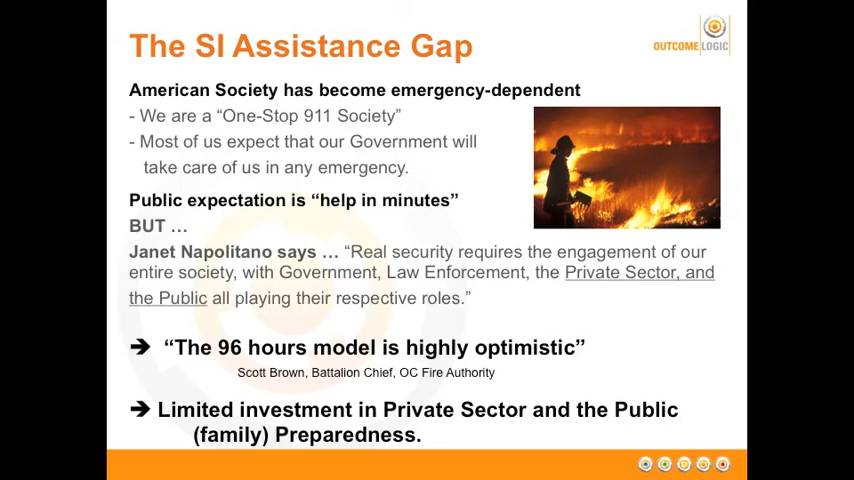 The SI Assistance Gap
OUTCOMELOGIC
American Society has become emergency-dependent
- We are a “One-Stop 911 Society”
- Most of us expect that our Government will
take care of us in any emergency.
Public expectation is “help in minutes”
BUT …
Janet Napolitano says … “Real security requires the engagement of our
entire society, with Government, Law Enforcement, the Private Sector, and
the Public all playing their respective roles.”
➔ “The 96 hours model is highly optimistic”
Scott Brown, Battalion Chief, OC Fire Authority
➔ Limited investment in Private Sector and the Public
(family) Preparedness.